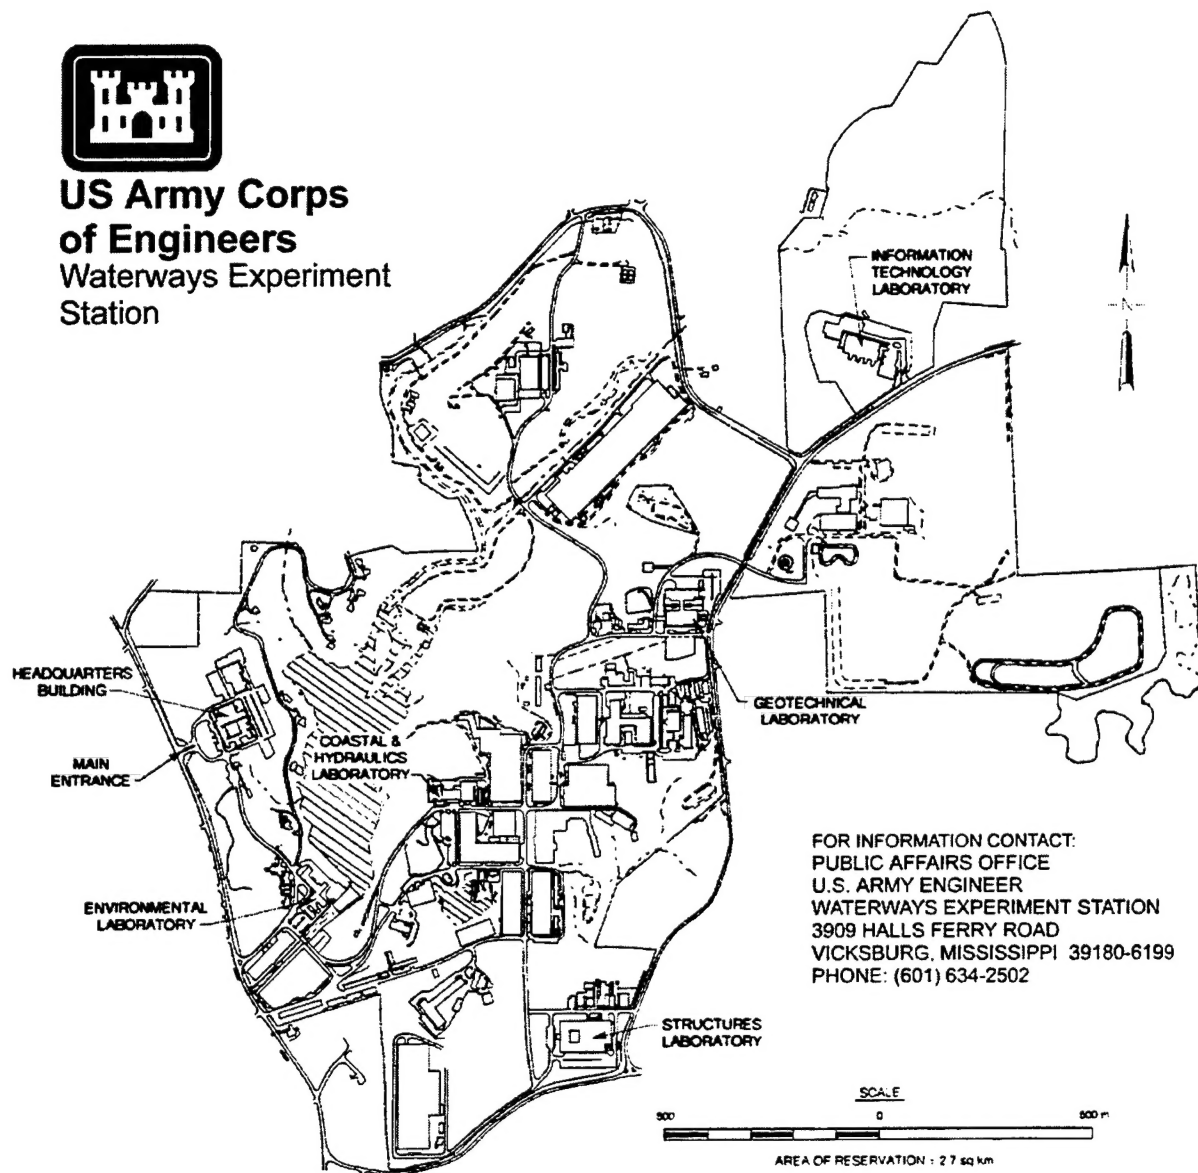 US Army Corps
of Engineers
Waterways Experiment
Station
INFORMATION
TECHNOLOGY
LABORATORY
N
HEADQUARTERS
BUILDING
MAIN
ENTRANCE
COASTAL &
HYDRAULICS
LABORATORY
GEOTECHNICAL
LABORATORY
ENVIRONMENTAL
LABORATORY
STRUCTURES
LABORATORY
FOR INFORMATION CONTACT:
PUBLIC AFFAIRS OFFICE
U.S. ARMY ENGINEER
WATERWAYS EXPERIMENT STATION
3909 HALLS FERRY ROAD
VICKSBURG, MISSISSIPPI 39180-6199
PHONE: (601) 634-2502
SCALE
500 0 500 m
AREA OF RESERVATION : 2.7 sq km